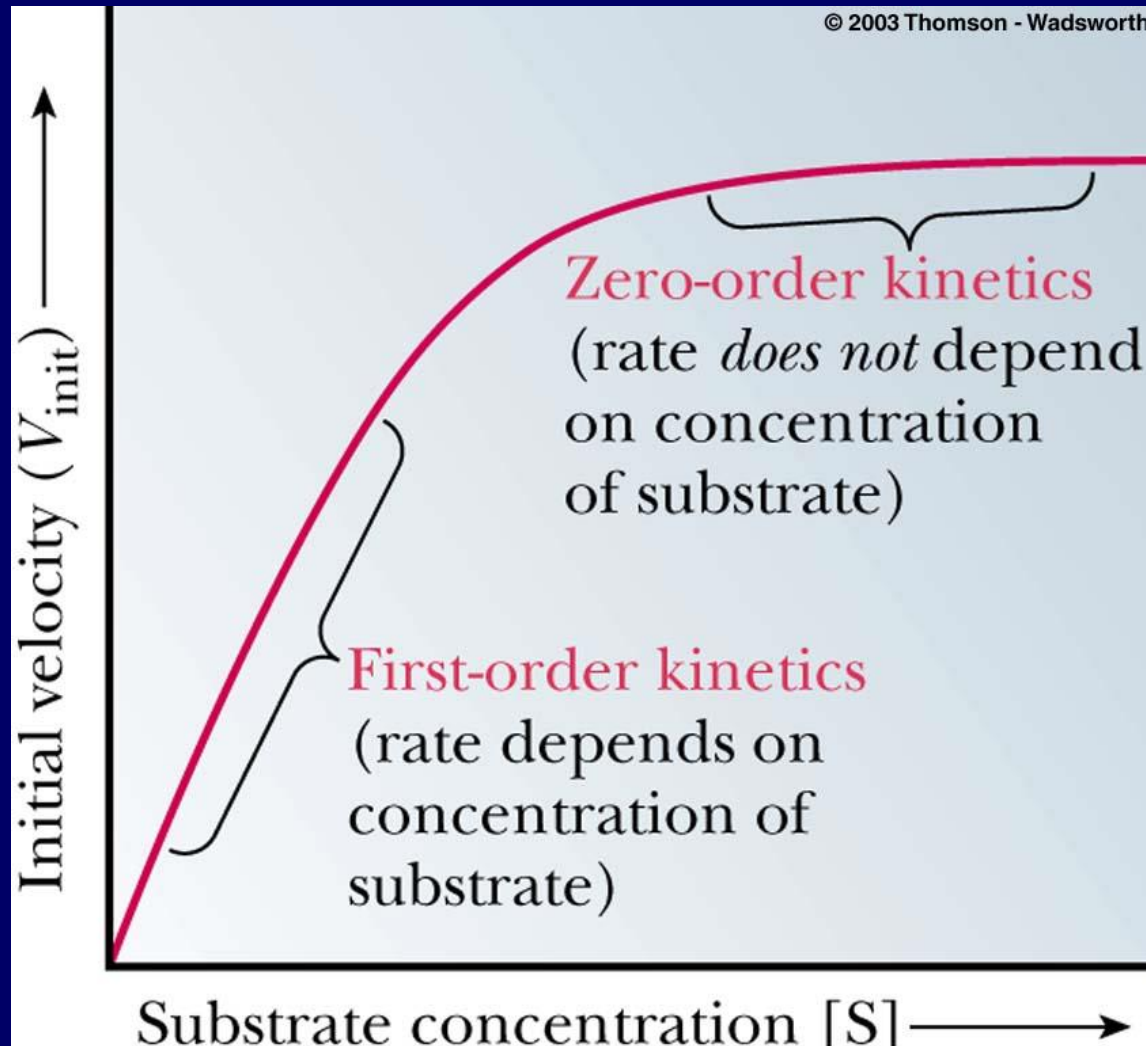 © 2003 Thomson - Wadsworth
Initial velocity (V_init)
Zero-order kinetics
(rate does not depend
on concentration
of substrate)
First-order kinetics
(rate depends on
concentration of
substrate)
Substrate concentration [S]